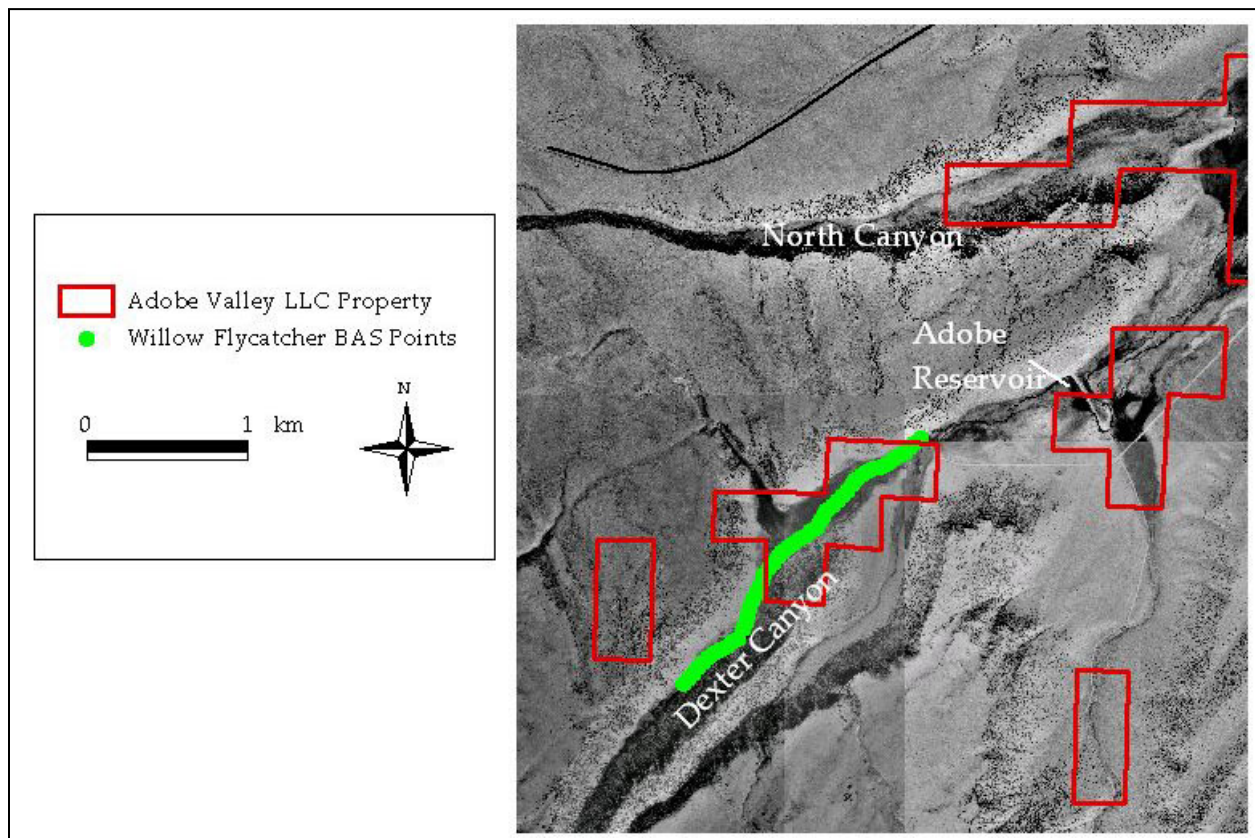 Adobe Valley LLC Property
Willow Flycatcher BAS Points
N
0 1 km
North Canyon
Adobe
Reservoir
Dexter Canyon